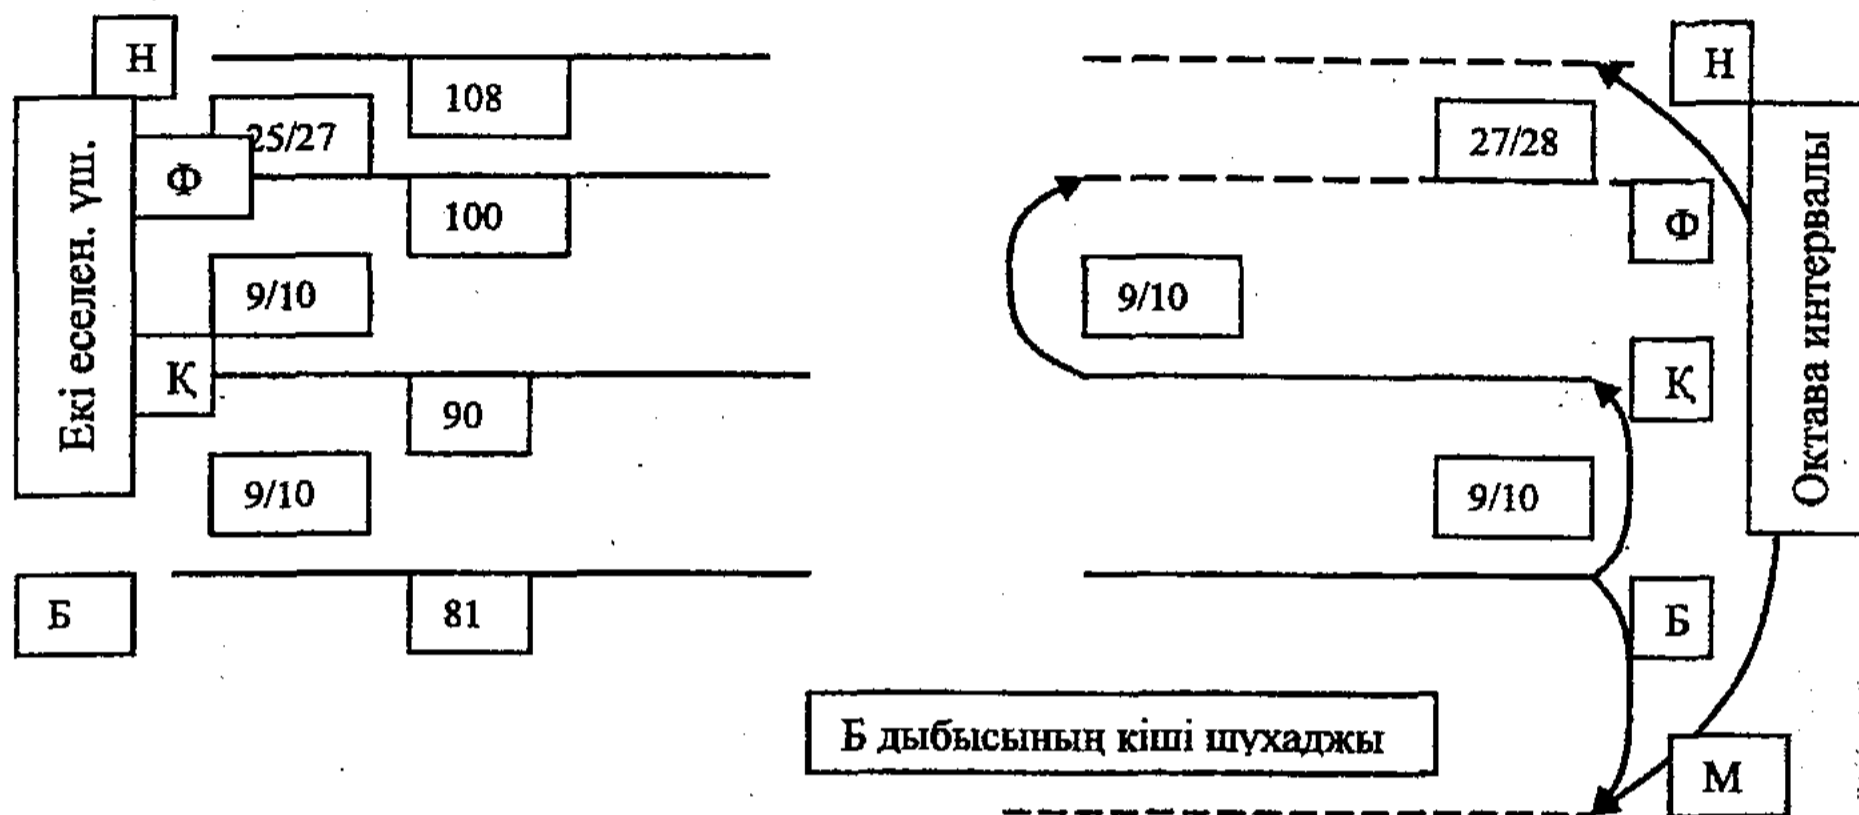 Н
108
25/27
Ф
100
9/10
Қ
90
9/10
Б
81
Екі еселен. үш.
Н
27/28
Ф
9/10
Қ
9/10
Б
М
Октава интервалы
Б дыбысының кіші шухаджы